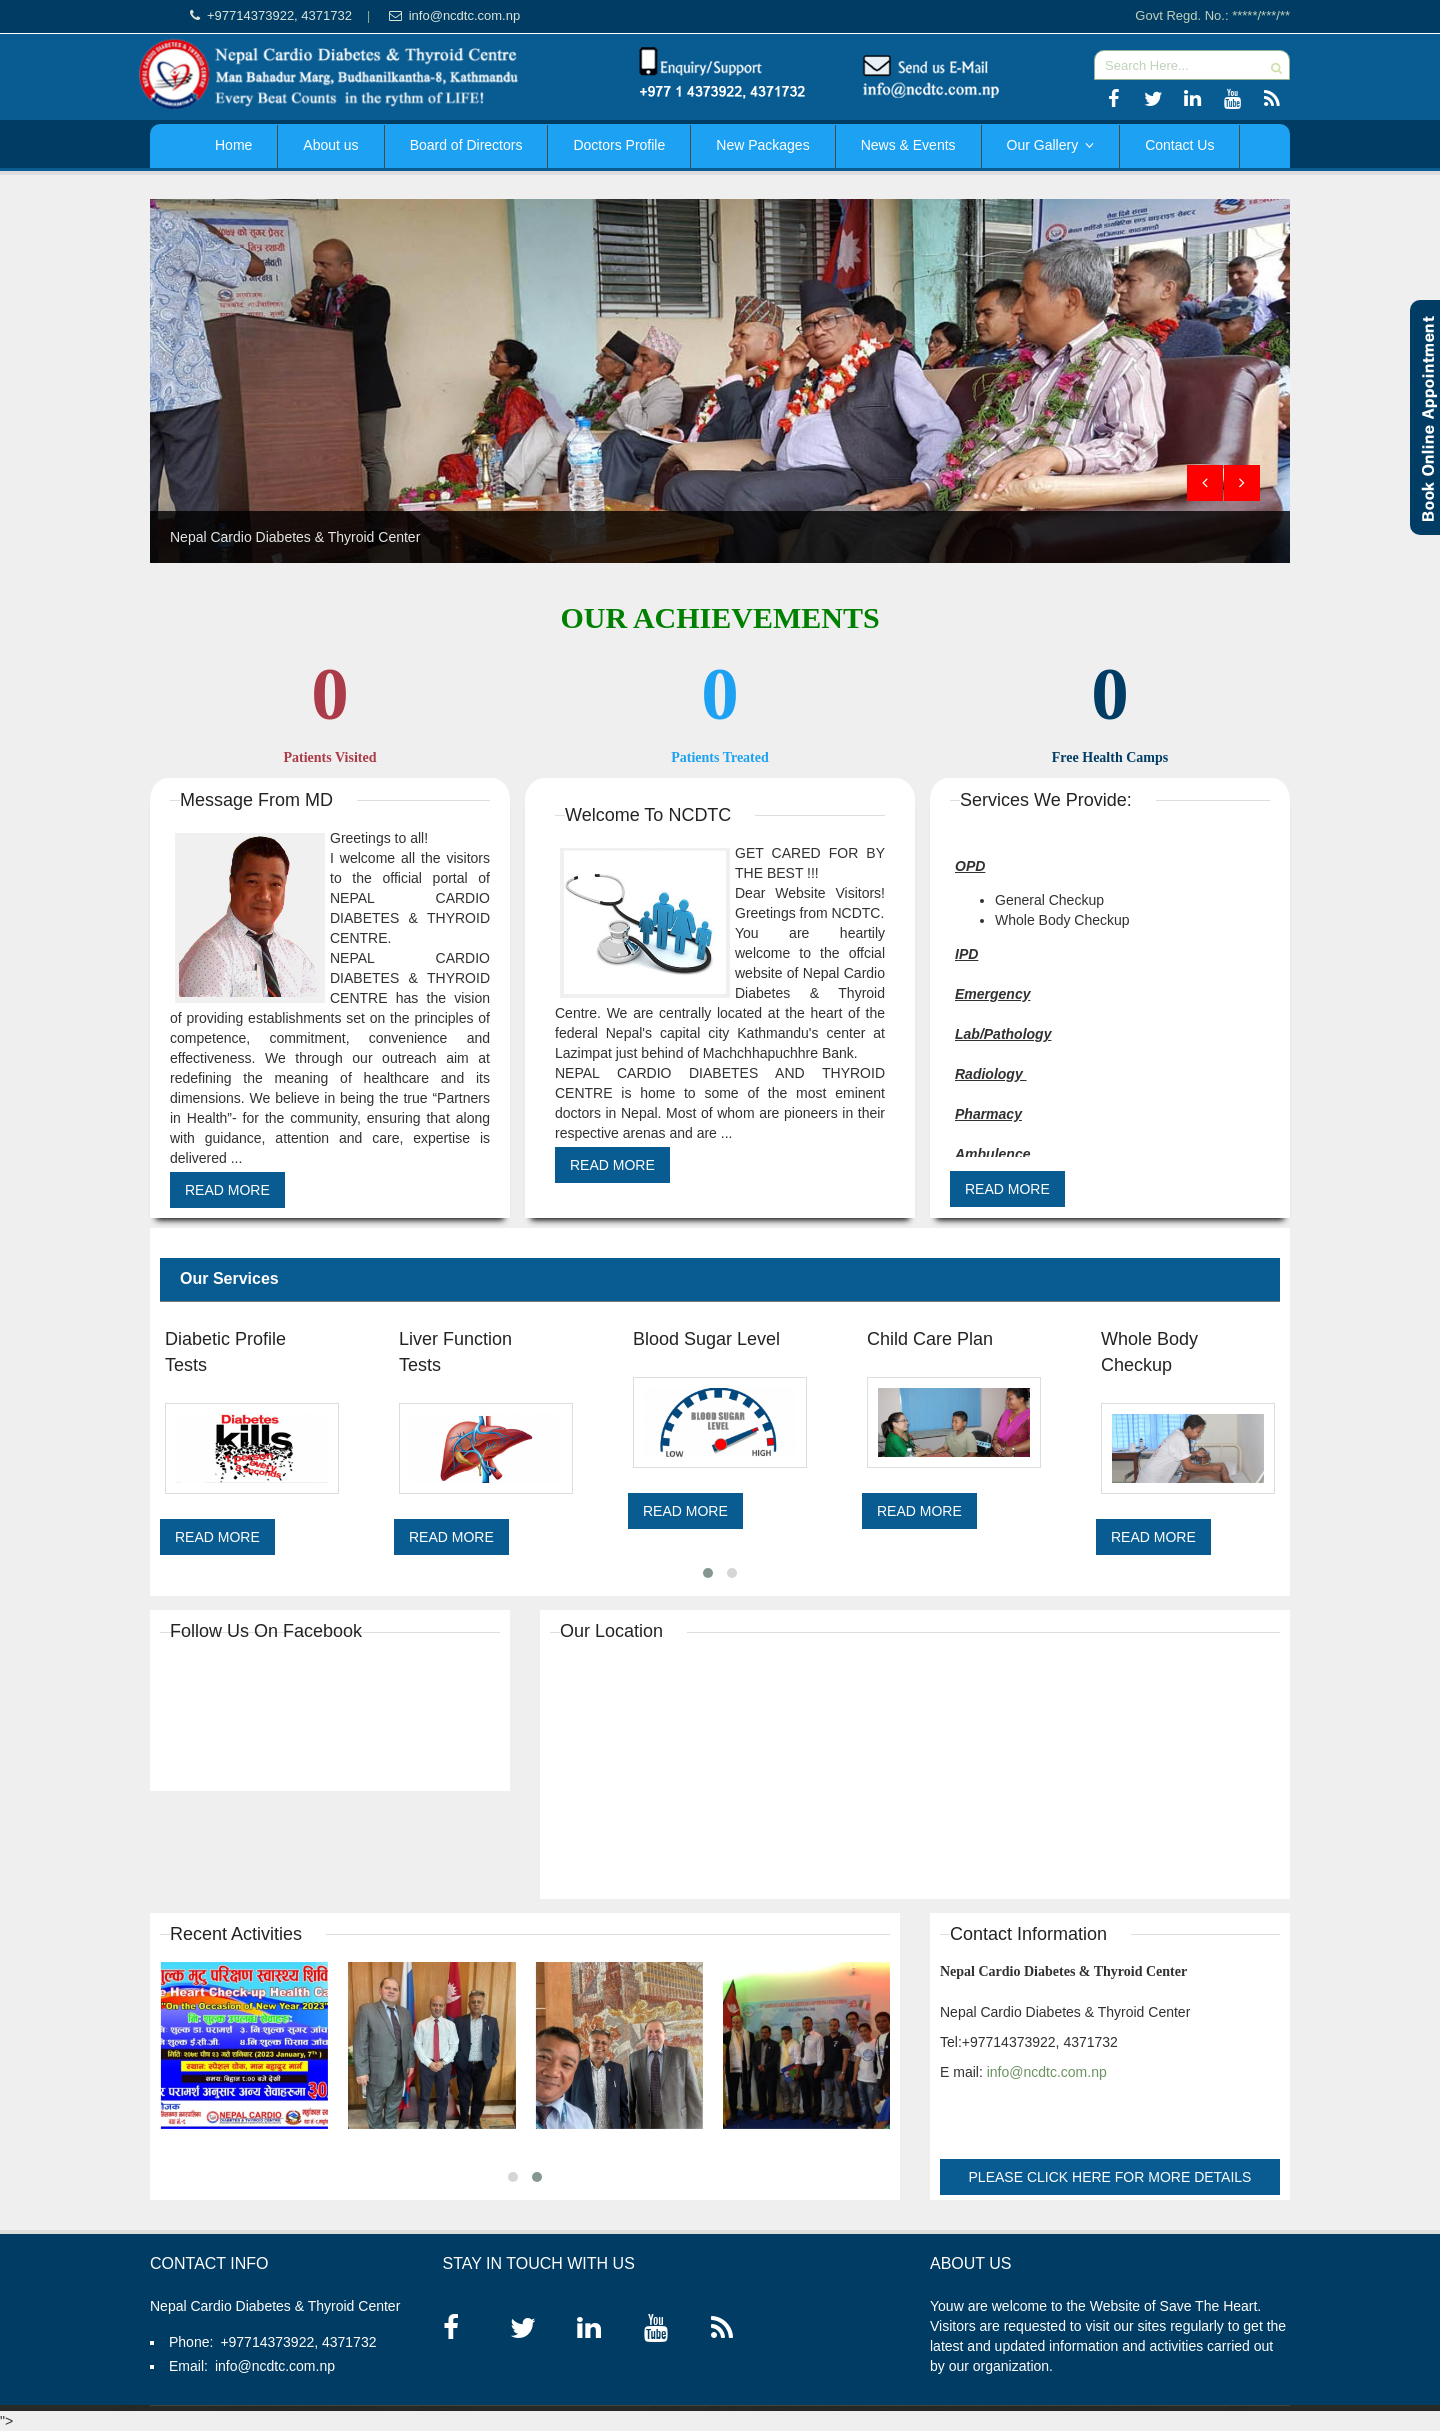 +97714373922, 4371732 | info@ncdtc.com.np
Govt Regd. No.: *****/***/**
Nepal Cardio Diabetes & Thyroid Centre
Man Bahadur Marg, Budhanilkantha-8, Kathmandu
Every Beat Counts in the rythm of LIFE!
Enquiry/Support
+977 1 4373922, 4371732
Send us E-Mail
info@ncdtc.com.np
Search Here...
Home
About us
Board of Directors
Doctors Profile
New Packages
News & Events
Our Gallery
Contact Us
Book Online Appointment
Nepal Cardio Diabetes & Thyroid Center
OUR ACHIEVEMENTS
0
Patients Visited
0
Patients Treated
0
Free Health Camps
Message From MD
Greetings to all!
I welcome all the visitors
to the official portal of
NEPAL CARDIO
DIABETES & THYROID
CENTRE.
NEPAL CARDIO
DIABETES & THYROID
CENTRE has the vision
of providing establishments set on the principles of
competence, commitment, convenience and
effectiveness. We through our outreach aim at
redefining the meaning of healthcare and its
dimensions. We believe in being the true “Partners
in Health”- for the community, ensuring that along
with guidance, attention and care, expertise is
delivered ...
READ MORE
Welcome To NCDTC
GET CARED FOR BY
THE BEST !!!
Dear Website Visitors!
Greetings from NCDTC.
You are heartily
welcome to the offcial
website of Nepal Cardio
Diabetes & Thyroid
Centre. We are centrally located at the heart of the
federal Nepal's capital city Kathmandu's center at
Lazimpat just behind of Machchhapuchhre Bank.
NEPAL CARDIO DIABETES AND THYROID
CENTRE is home to some of the most eminent
doctors in Nepal. Most of whom are pioneers in their
respective arenas and are ...
READ MORE
Services We Provide:
OPD
General Checkup
Whole Body Checkup
IPD
Emergency
Lab/Pathology
Radiology
Pharmacy
Ambulence
READ MORE
Our Services
Diabetic Profile
Tests
Diabetes
kills
1 person
every
seconds
READ MORE
Liver Function
Tests
READ MORE
Blood Sugar Level
BLOOD SUGAR
LEVEL
LOW HIGH
READ MORE
Child Care Plan
READ MORE
Whole Body
Checkup
READ MORE
Follow Us On Facebook
Our Location
Recent Activities
शुल्क मुटु परिक्षण स्वास्थ्य शिवि
e Heart Check-up Health Ca
"On the Occasion of New Year 2023"
NEPAL CARDIO
Contact Information
Nepal Cardio Diabetes & Thyroid Center
Nepal Cardio Diabetes & Thyroid Center
Tel:+97714373922, 4371732
E mail: info@ncdtc.com.np
PLEASE CLICK HERE FOR MORE DETAILS
CONTACT INFO
Nepal Cardio Diabetes & Thyroid Center
Phone: +97714373922, 4371732
Email: info@ncdtc.com.np
STAY IN TOUCH WITH US
ABOUT US
Youw are welcome to the Website of Save The Heart.
Visitors are requested to visit our sites regularly to get the
latest and updated information and activities carried out
by our organization.
">